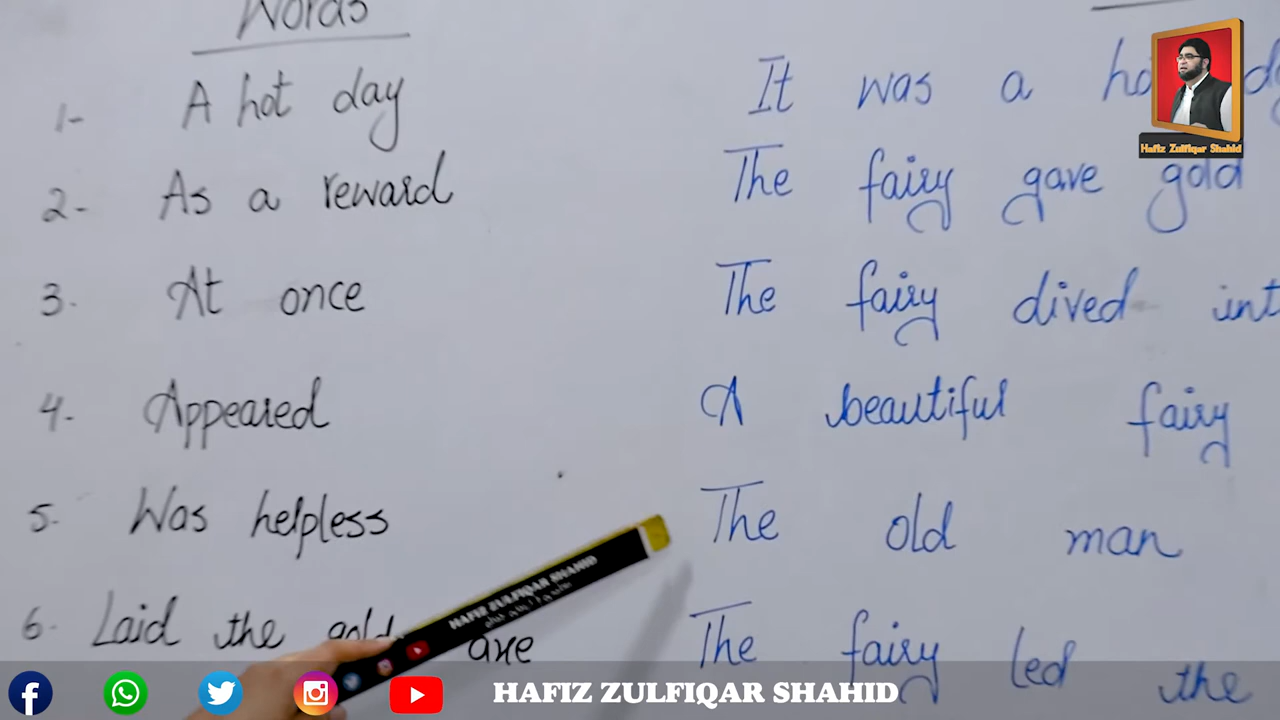 Words
1- A hot day It was a
2- As a reward The fairy gave gold
3- At once The fairy dived
4- Appeared A beautiful fairy
5- Was helpless The old man
6- Laid the gold axe The fairy led the
Hafiz Zulfiqar Shahid
HAFIZ ZULFIQAR SHAHID
HAFIZ ZULFIQAR SHAHID